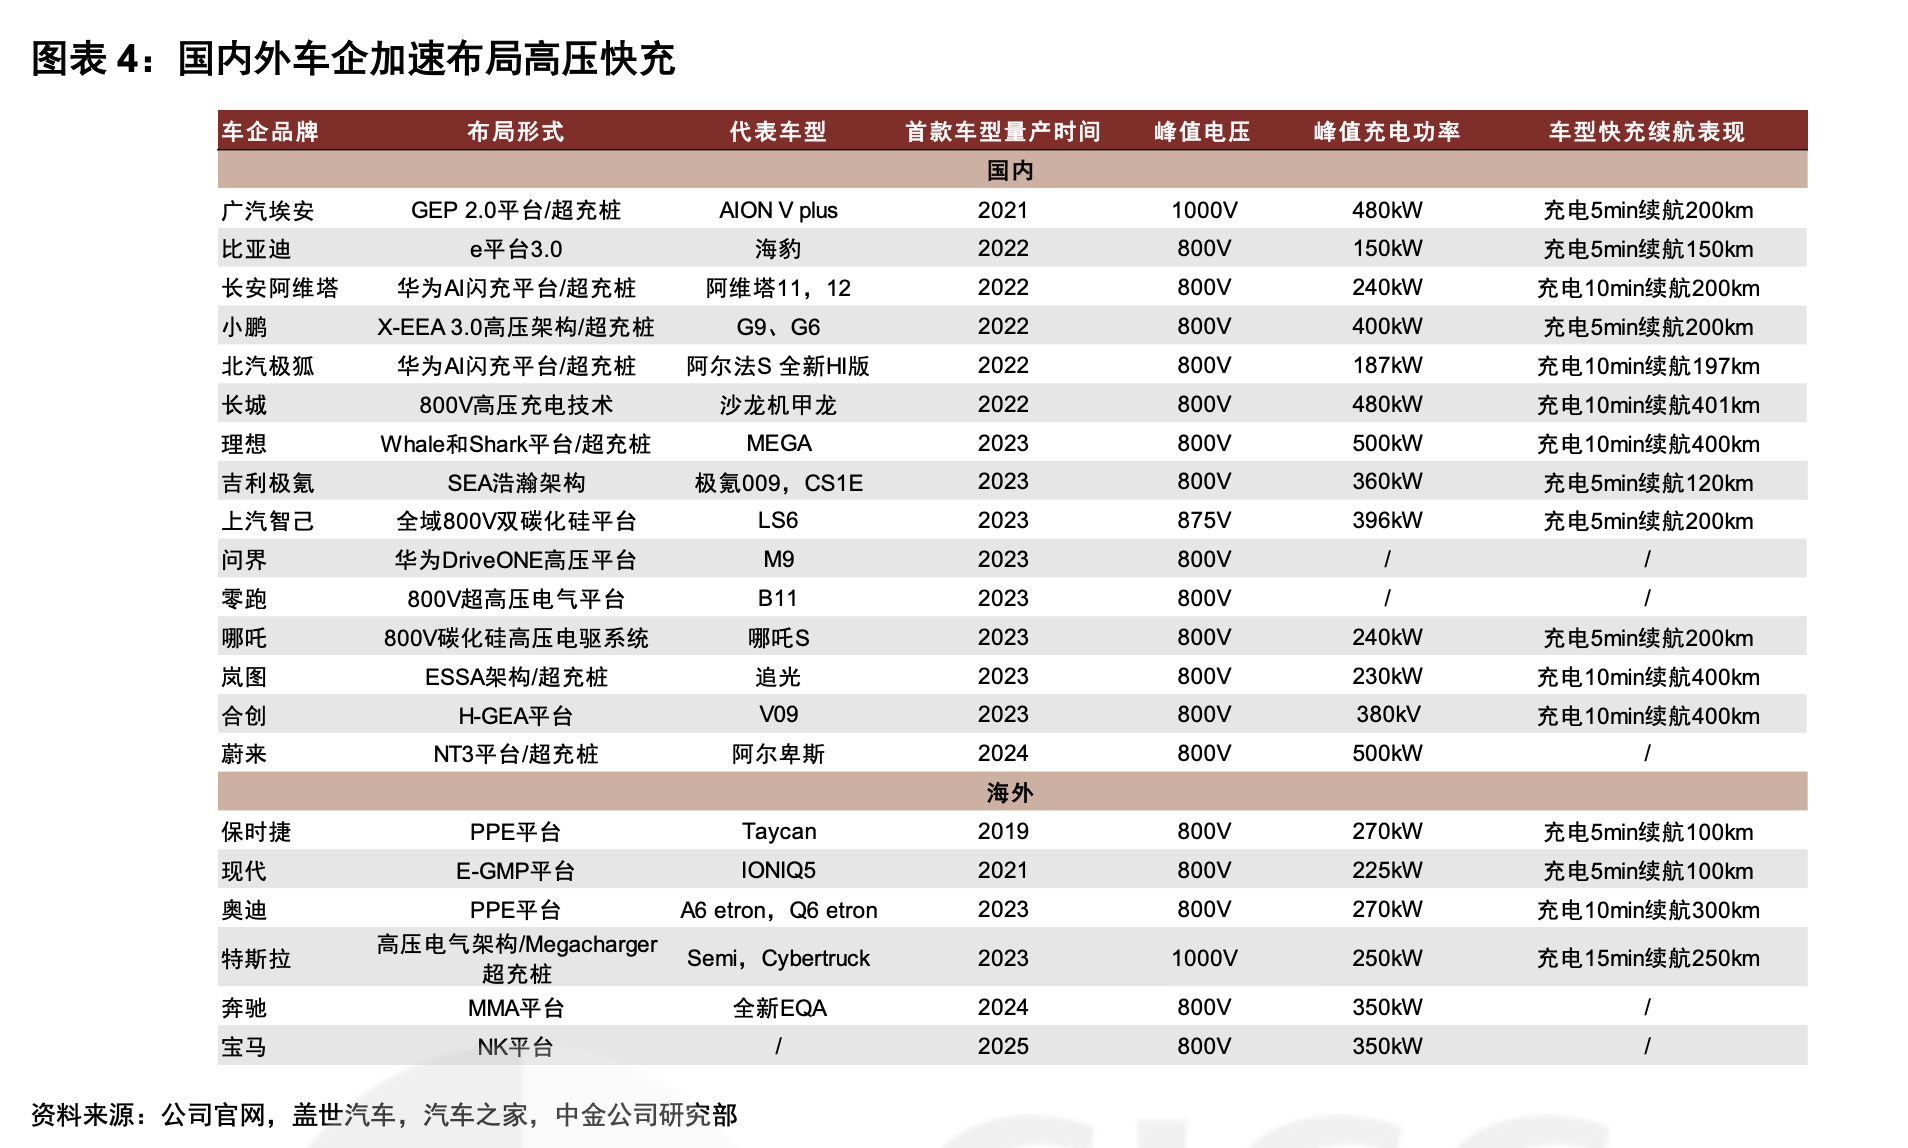 图表 4：国内外车企加速布局高压快充
车企品牌 布局形式 代表车型 首款车型量产时间 峰值电压 峰值充电功率 车型快充续航表现
国内
广汽埃安 GEP 2.0平台/超充桩 AION V plus 2021 1000V 480kW 充电5min续航200km
比亚迪 e平台3.0 海豹 2022 800V 150kW 充电5min续航150km
长安阿维塔 华为AI闪充平台/超充桩 阿维塔11，12 2022 800V 240kW 充电10min续航200km
小鹏 X-EEA 3.0高压架构/超充桩 G9、G6 2022 800V 400kW 充电5min续航200km
北汽极狐 华为AI闪充平台/超充桩 阿尔法S 全新HI版 2022 800V 187kW 充电10min续航197km
长城 800V高压充电技术 沙龙机甲龙 2022 800V 480kW 充电10min续航401km
理想 Whale和Shark平台/超充桩 MEGA 2023 800V 500kW 充电10min续航400km
吉利极氪 SEA浩瀚架构 极氪009，CS1E 2023 800V 360kW 充电5min续航120km
上汽智己 全域800V双碳化硅平台 LS6 2023 875V 396kW 充电5min续航200km
问界 华为DriveONE高压平台 M9 2023 800V / /
零跑 800V超高压电气平台 B11 2023 800V / /
哪吒 800V碳化硅高压电驱系统 哪吒S 2023 800V 240kW 充电5min续航200km
岚图 ESSA架构/超充桩 追光 2023 800V 230kW 充电10min续航400km
合创 H-GEA平台 V09 2023 800V 380kV 充电10min续航400km
蔚来 NT3平台/超充桩 阿尔卑斯 2024 800V 500kW /
海外
保时捷 PPE平台 Taycan 2019 800V 270kW 充电5min续航100km
现代 E-GMP平台 IONIQ5 2021 800V 225kW 充电5min续航100km
奥迪 PPE平台 A6 etron，Q6 etron 2023 800V 270kW 充电10min续航300km
特斯拉 高压电气架构/Megacharger
超充桩 Semi，Cybertruck 2023 1000V 250kW 充电15min续航250km
奔驰 MMA平台 全新EQA 2024 800V 350kW /
宝马 NK平台 / 2025 800V 350kW /
资料来源：公司官网，盖世汽车，汽车之家，中金公司研究部